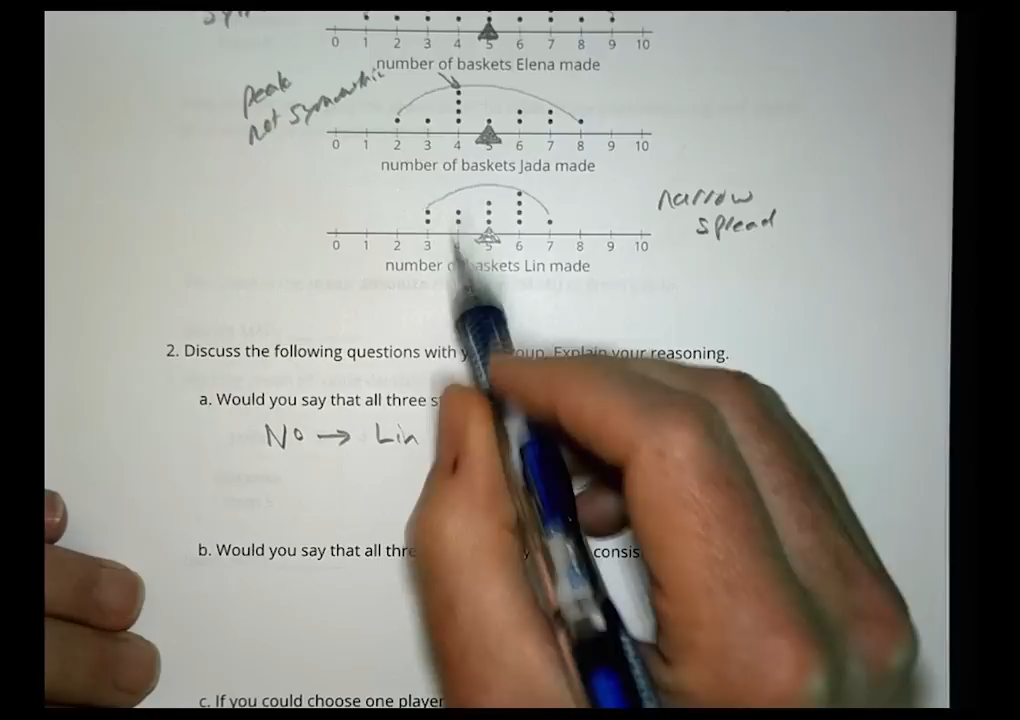 0 1 2 3 4 5 6 7 8 9 10
number of baskets Elena made
peak
not symmetric
0 1 2 3 4 5 6 7 8 9 10
number of baskets Jada made
narrow
spread
0 1 2 3 4 5 6 7 8 9 10
number baskets Lin made
2. Discuss the following questions with Explain your reasoning.
a. Would you say that all three
No → Lin
b. Would you say that all
c. If you could choose one player